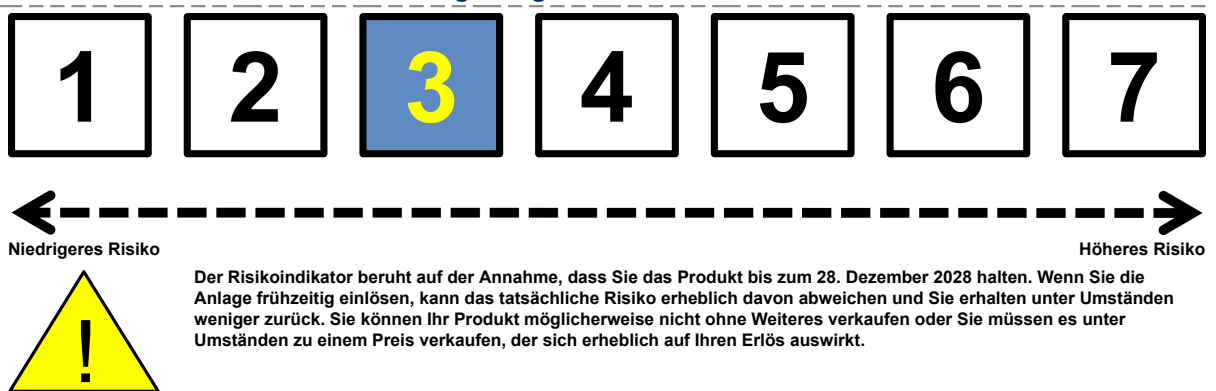 1 2 3 4 5 6 7
Niedrigeres Risiko Höheres Risiko
Der Risikoindikator beruht auf der Annahme, dass Sie das Produkt bis zum 28. Dezember 2028 halten. Wenn Sie die
Anlage frühzeitig einlösen, kann das tatsächliche Risiko erheblich davon abweichen und Sie erhalten unter Umständen
weniger zurück. Sie können Ihr Produkt möglicherweise nicht ohne Weiteres verkaufen oder Sie müssen es unter
Umständen zu einem Preis verkaufen, der sich erheblich auf Ihren Erlös auswirkt.
!